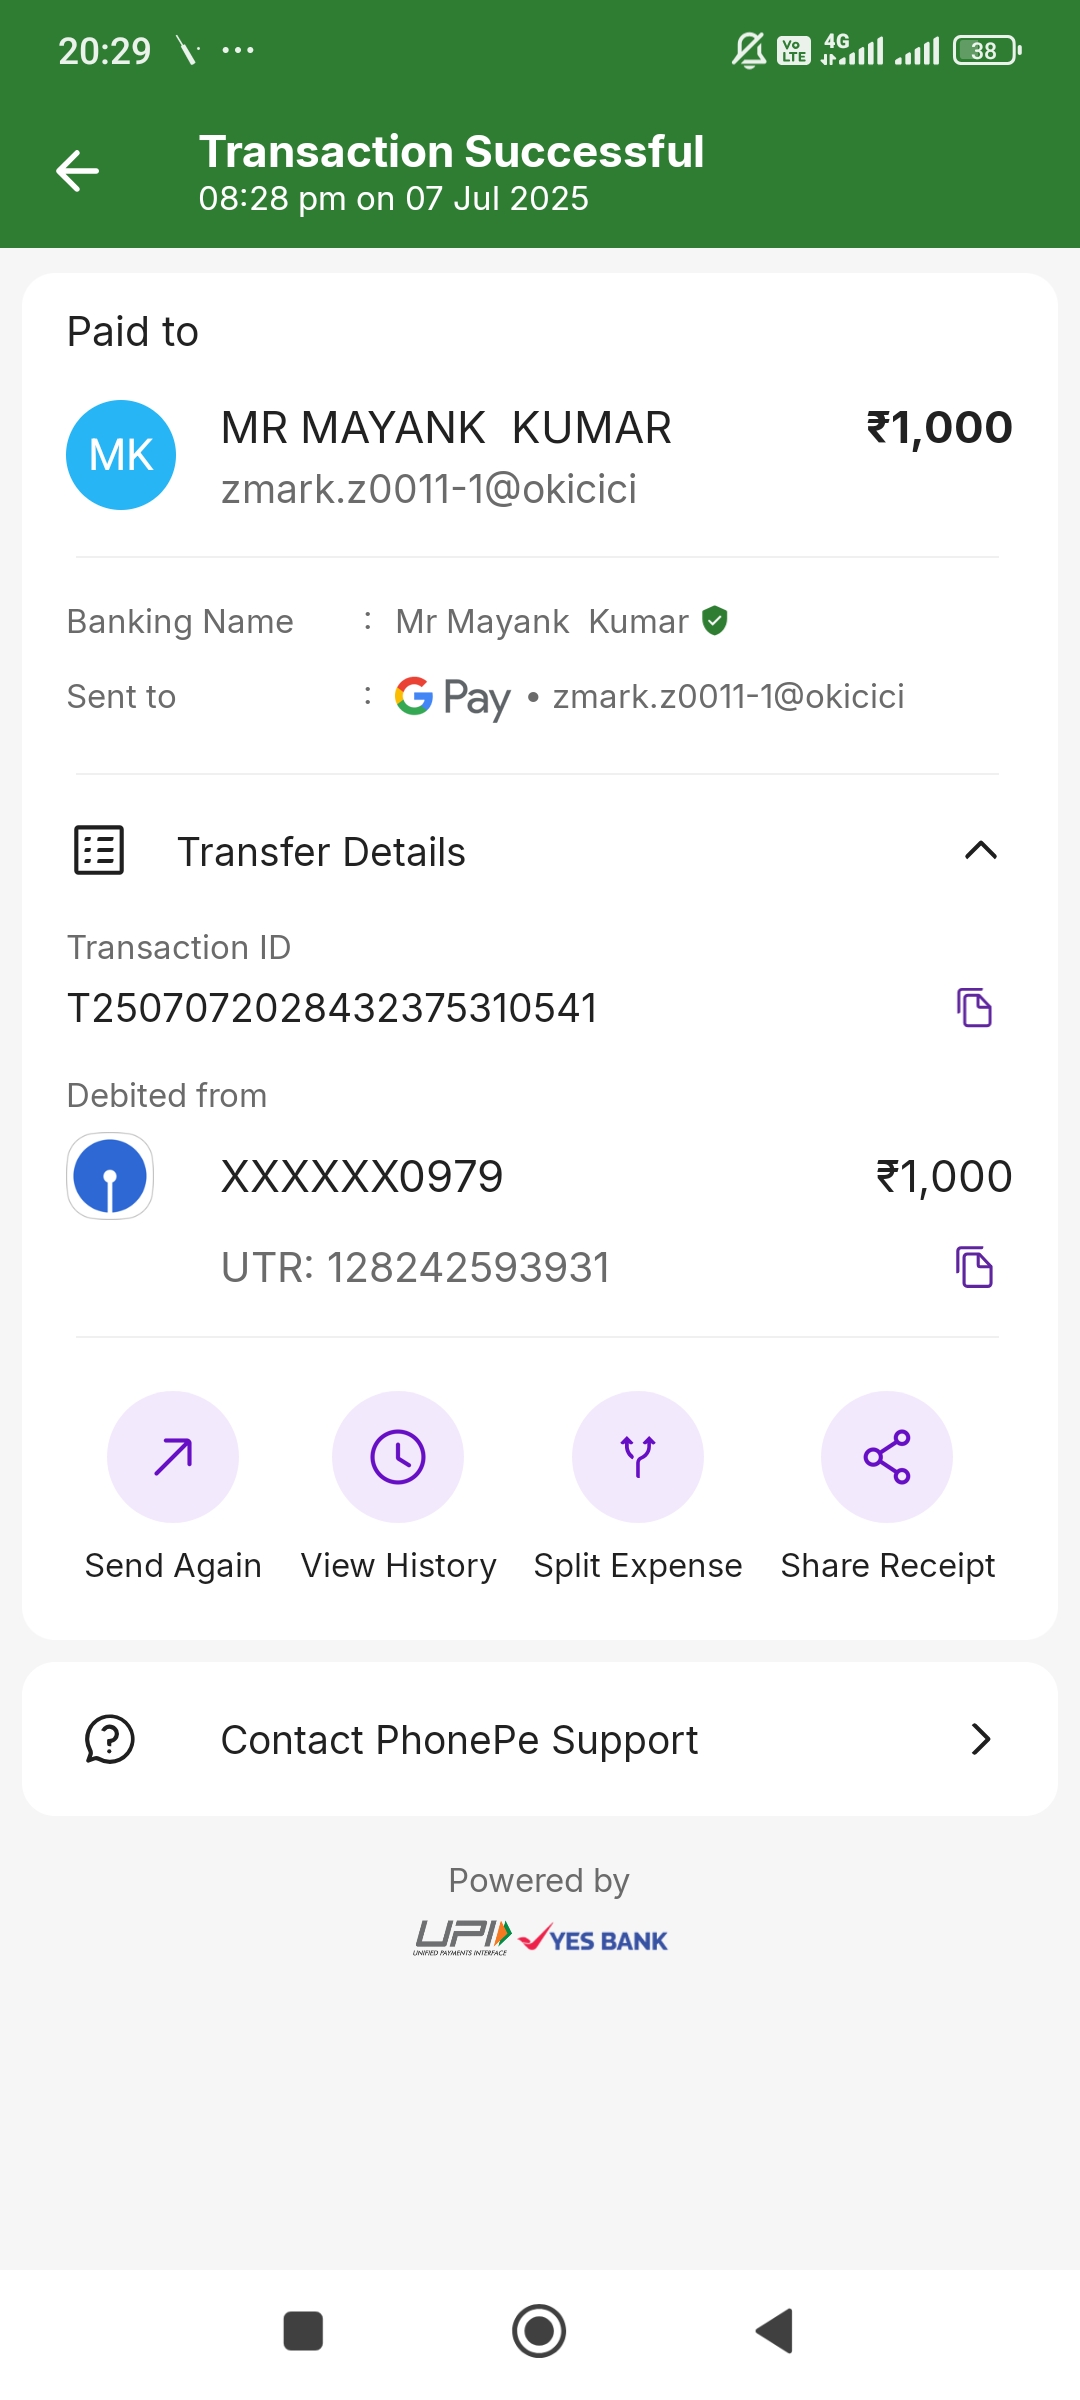 20:29
Vo LTE 4G 38
Transaction Successful
08:28 pm on 07 Jul 2025
Paid to
MK
MR MAYANK  KUMAR ₹1,000
zmark.z0011-1@okicici
Banking Name : Mr Mayank  Kumar
Sent to : G Pay • zmark.z0011-1@okicici
Transfer Details
Transaction ID
T2507072028432375310541
Debited from
XXXXXX0979 ₹1,000
UTR: 128242593931
Send Again View History Split Expense Share Receipt
Contact PhonePe Support
Powered by
UPI YES BANK
UNIFIED PAYMENTS INTERFACE